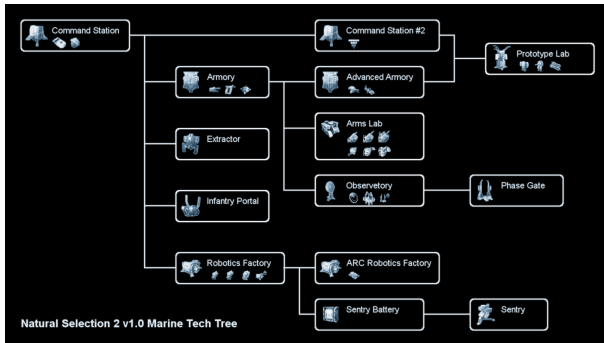 Command Station
Command Station #2
Prototype Lab
Armory
Advanced Armory
Arms Lab
Extractor
Observetory
Phase Gate
Infantry Portal
Robotics Factory
ARC Robotics Factory
Sentry Battery
Sentry
Natural Selection 2 v1.0 Marine Tech Tree